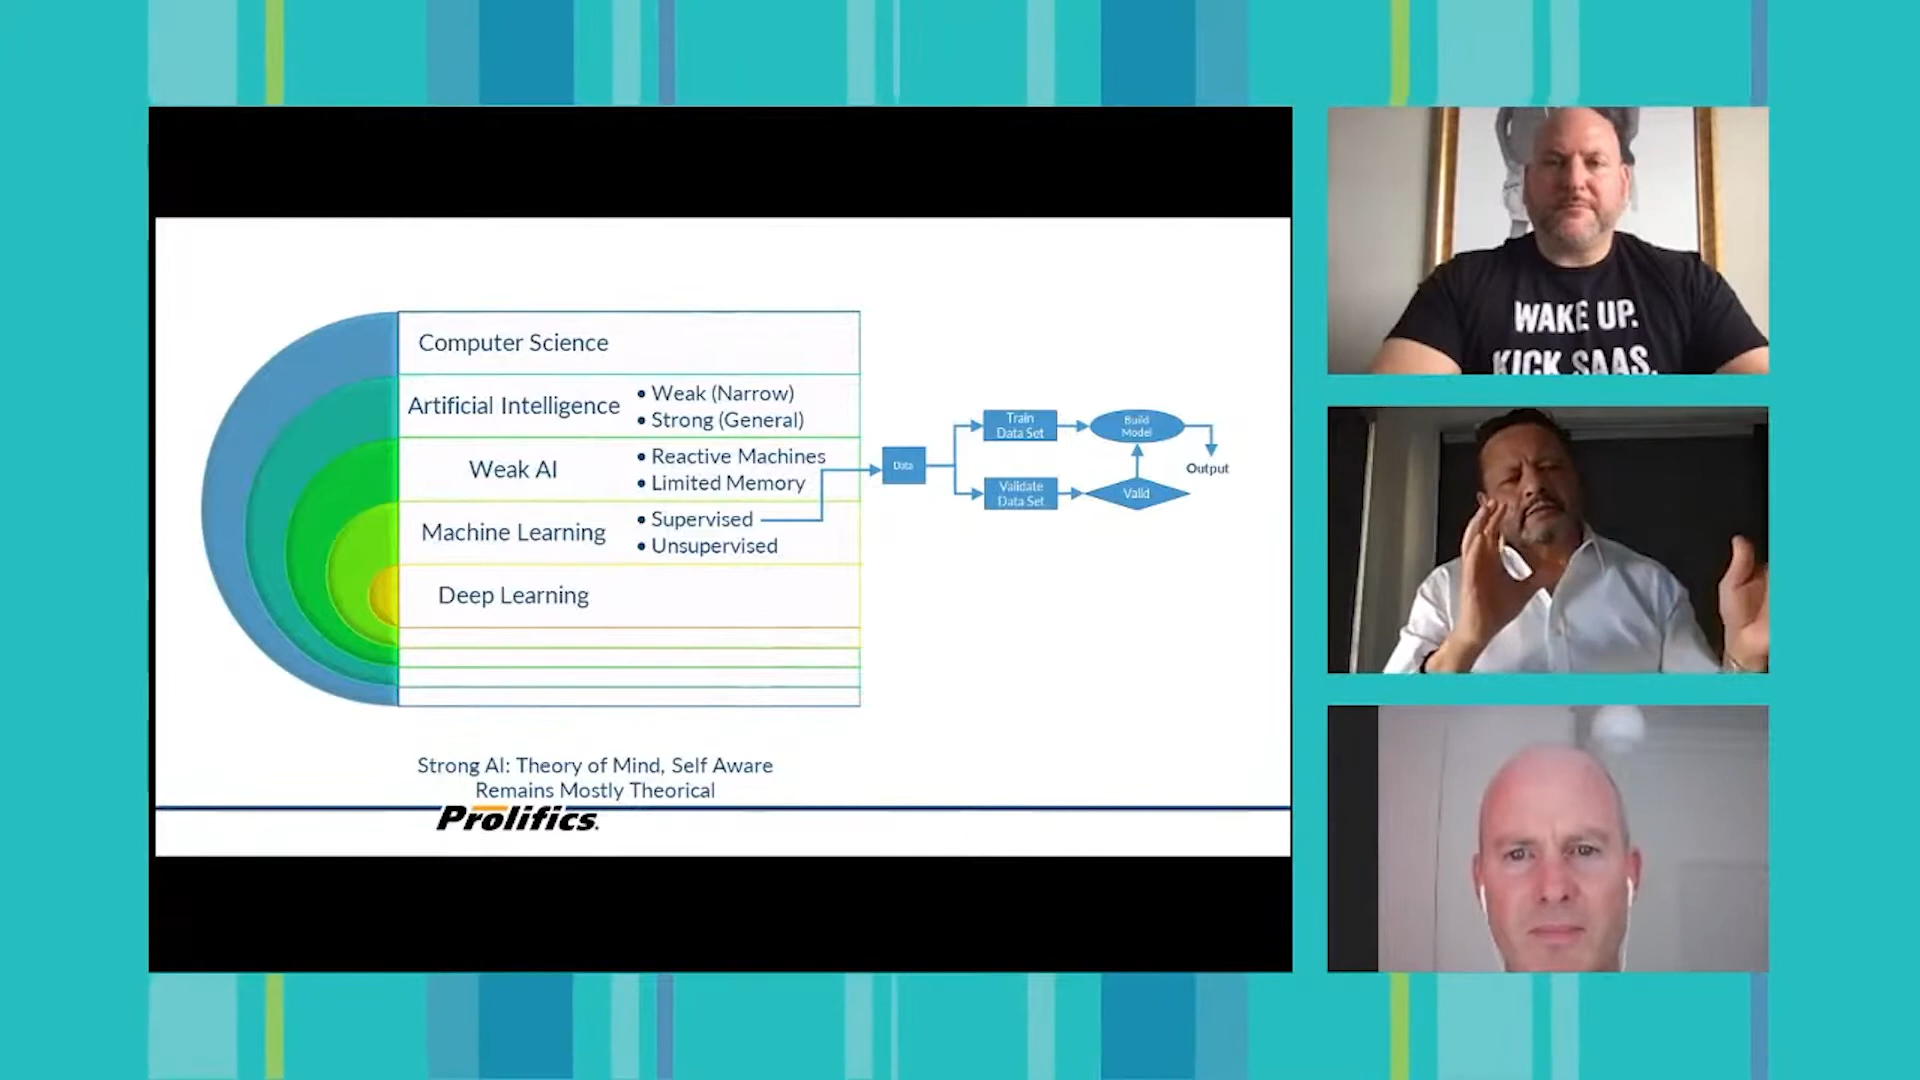 Computer Science
Artificial Intelligence
• Weak (Narrow)
• Strong (General)
Weak AI
• Reactive Machines
• Limited Memory
Machine Learning
• Supervised
• Unsupervised
Deep Learning
Data
Train
Data Set
Validate
Data Set
Build
Model
Valid
Output
Strong AI: Theory of Mind, Self Aware
Remains Mostly Theorical
Prolifics.
WAKE UP.
KICK SAAS.